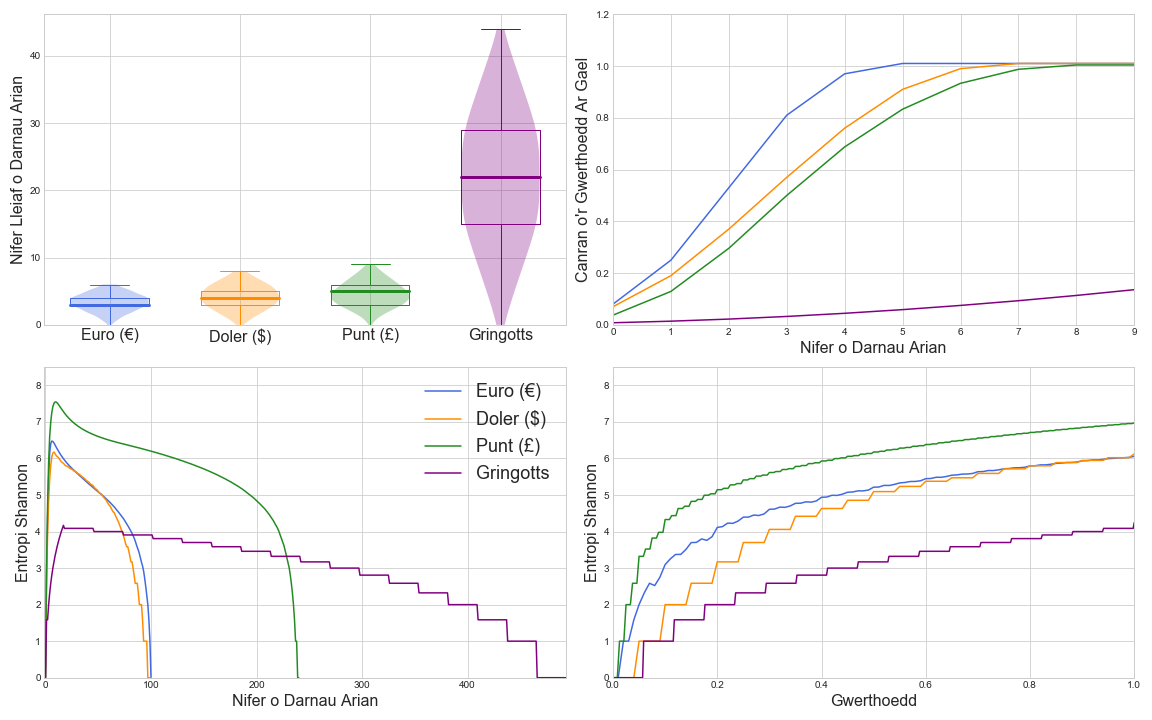 Nifer Lleiaf o Darnau Arian
40
30
20
10
0
Euro (€) Doler ($) Punt (£) Gringotts
Canran o'r Gwerthoedd Ar Gael
1.2
1.0
0.8
0.6
0.4
0.2
0.0
0 1 2 3 4 5 6 7 8 9
Nifer o Darnau Arian
Entropi Shannon
8
7
6
5
4
3
2
1
0
Euro (€)
Doler ($)
Punt (£)
Gringotts
0 100 200 300 400
Nifer o Darnau Arian
Entropi Shannon
8
7
6
5
4
3
2
1
0
0.0 0.2 0.4 0.6 0.8 1.0
Gwerthoedd